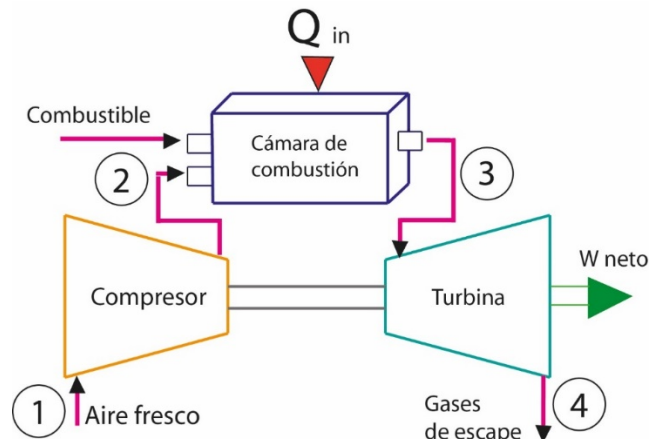 Q in
Combustible
Cámara de
combustión
2
3
W neto
Compresor
Turbina
1
Aire fresco
Gases
de escape
4